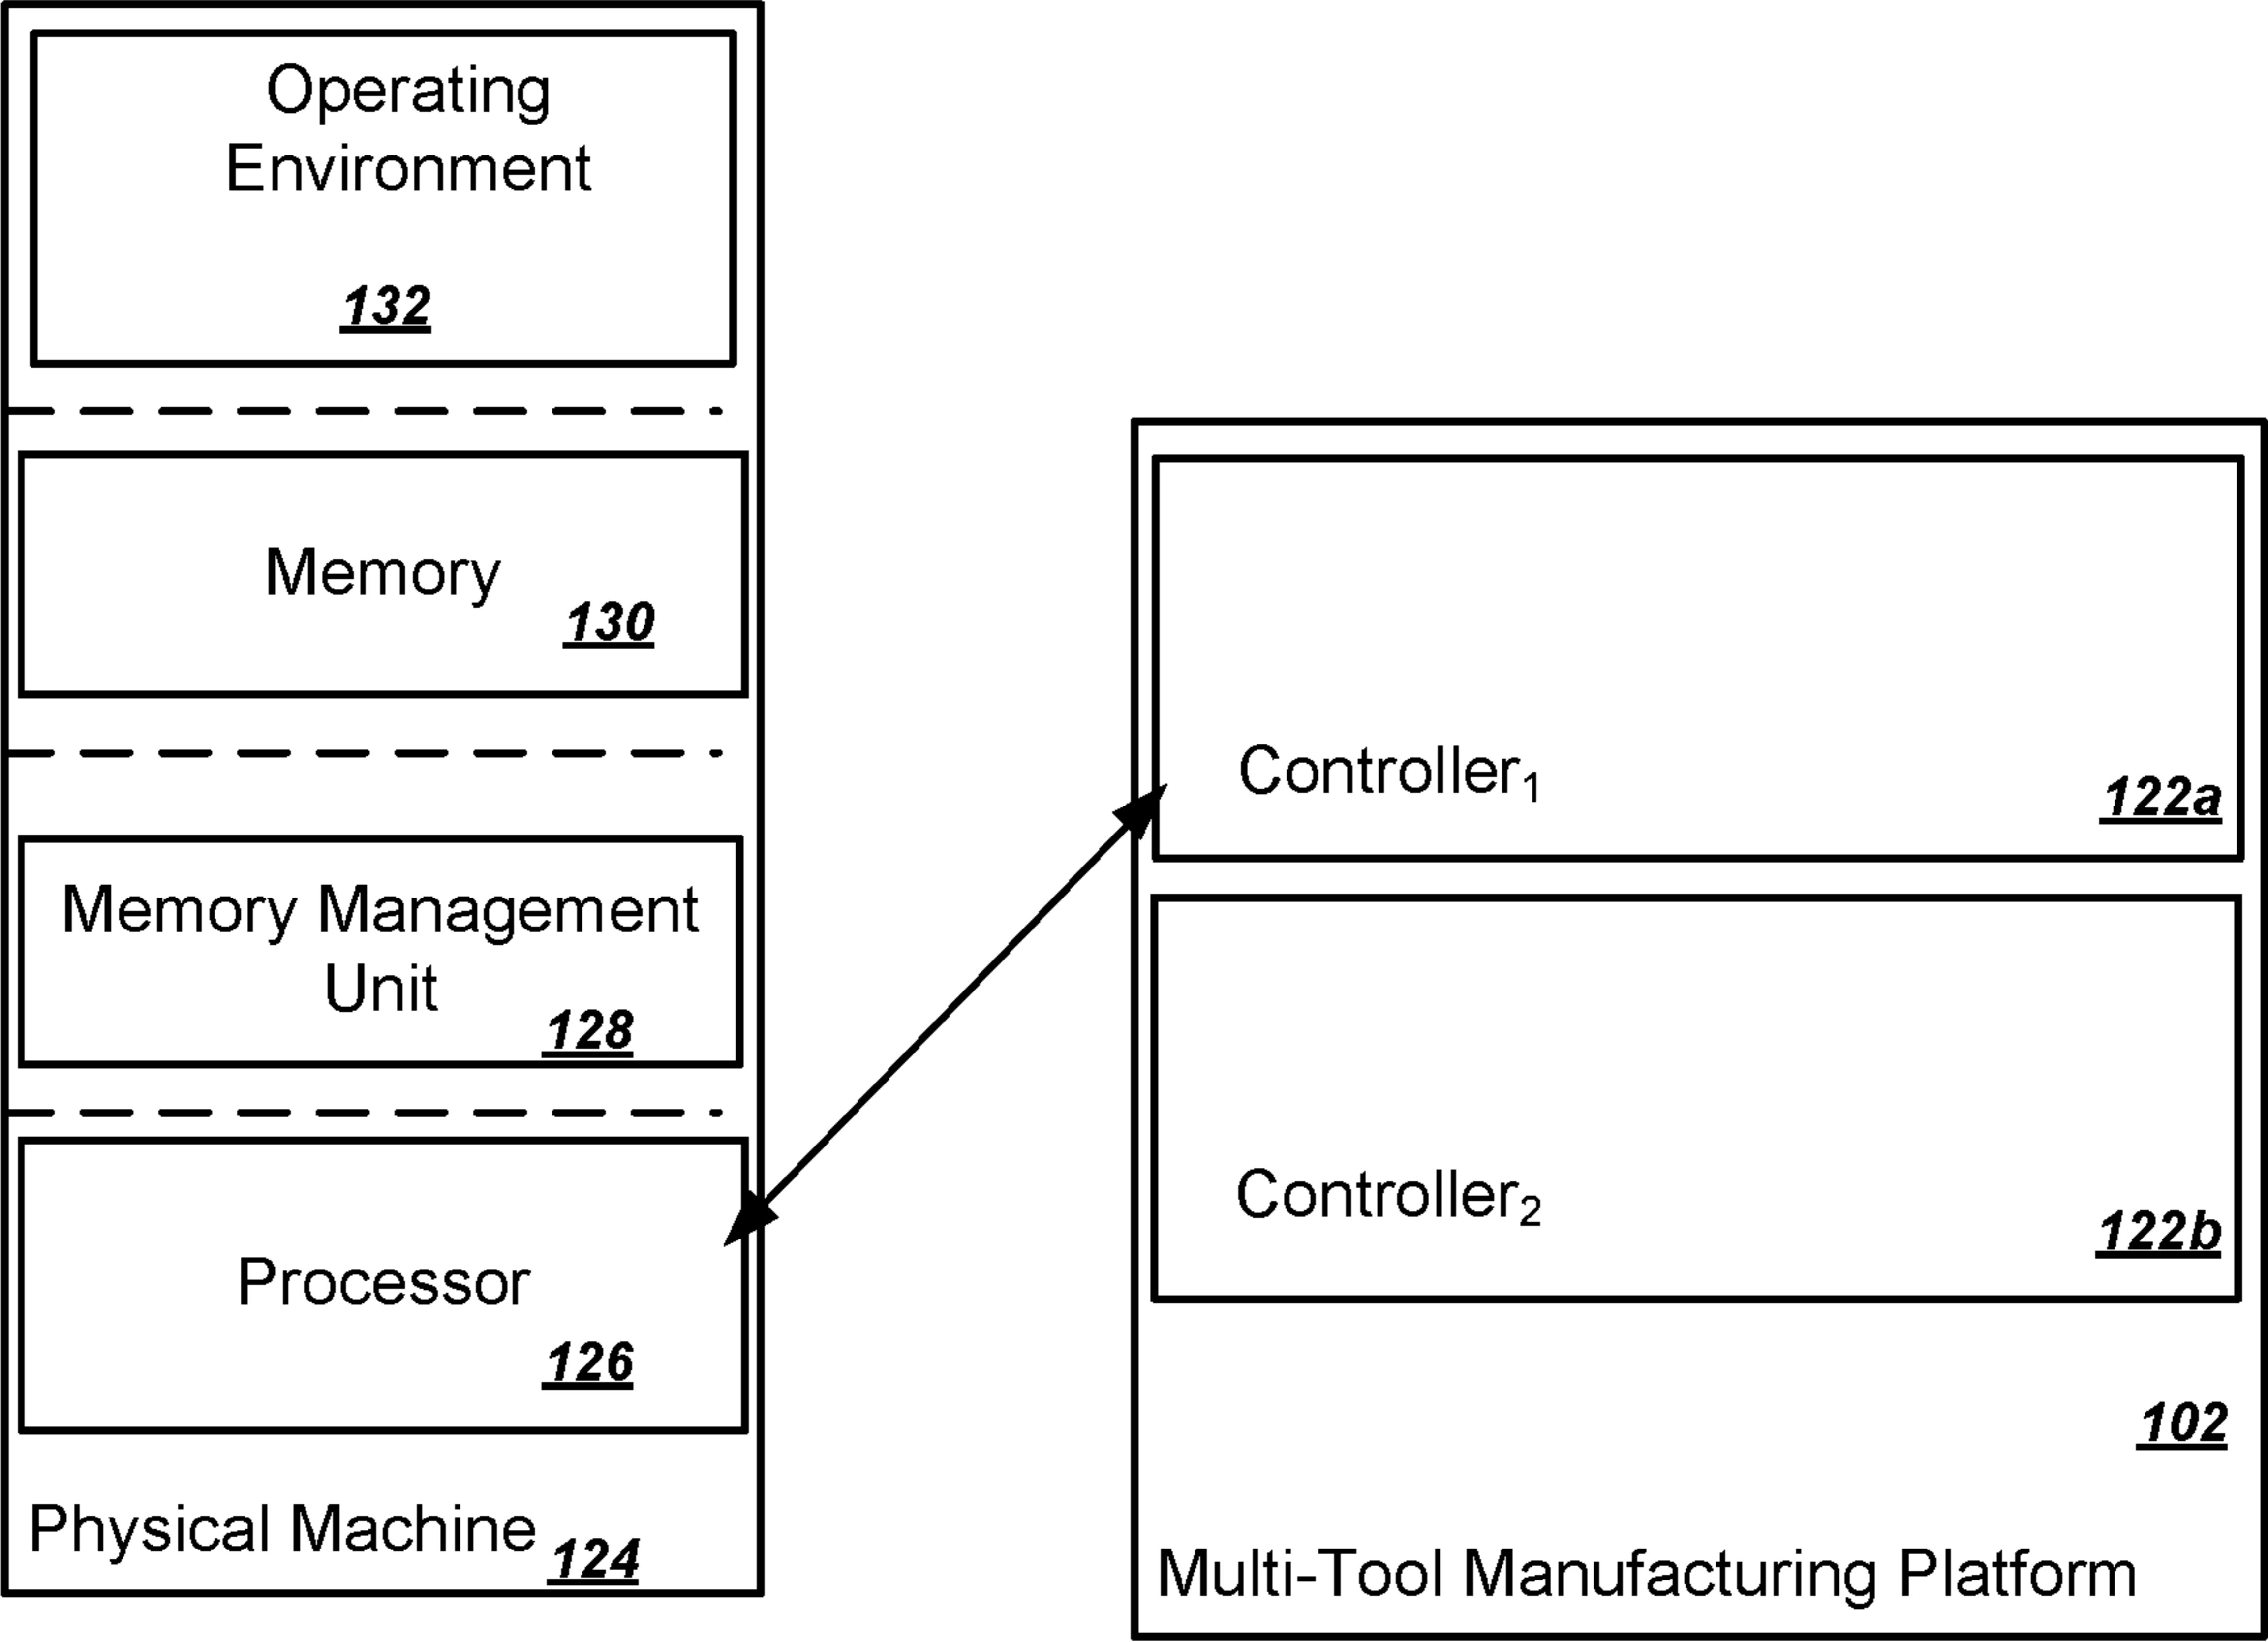 Operating
Environment
132
Memory
130
Memory Management
Unit
128
Processor
126
Physical Machine
124
Controller1
122a
Controller2
122b
102
Multi-Tool Manufacturing Platform